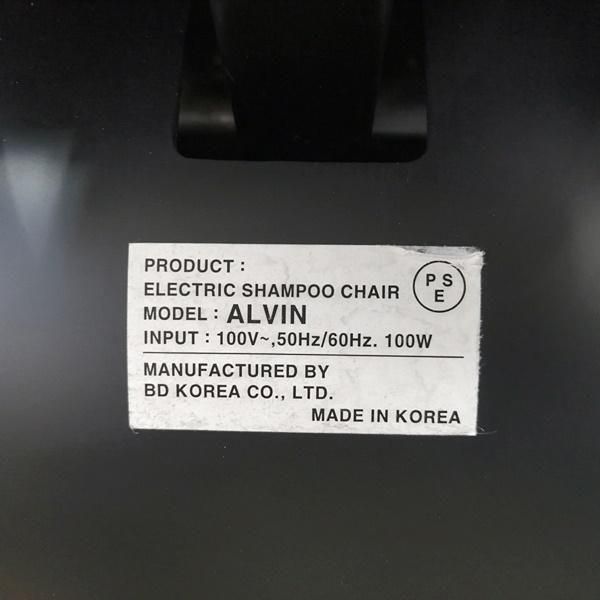 PRODUCT :
ELECTRIC SHAMPOO CHAIR
P S
E
MODEL : ALVIN
INPUT : 100V~,50Hz/60Hz. 100W
MANUFACTURED BY
BD KOREA CO., LTD.
MADE IN KOREA